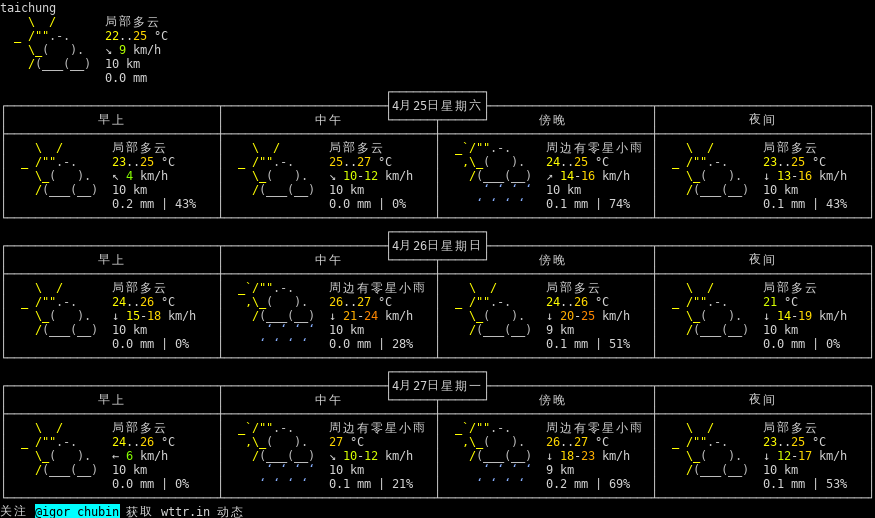 taichung
局部多云
22..25 °C
↘ 9 km/h
10 km
0.0 mm
4月25日星期六
早上 中午 傍晚 夜间
局部多云 局部多云 周边有零星小雨 局部多云
23..25 °C 25..27 °C 24..25 °C 23..25 °C
↖ 4 km/h ↘ 10-12 km/h ↗ 14-16 km/h ↓ 13-16 km/h
10 km 10 km 10 km 10 km
0.2 mm | 43% 0.0 mm | 0% 0.1 mm | 74% 0.1 mm | 43%
4月26日星期日
早上 中午 傍晚 夜间
局部多云 周边有零星小雨 局部多云 局部多云
24..26 °C 26..27 °C 24..26 °C 21 °C
↓ 15-18 km/h ↓ 21-24 km/h ↓ 20-25 km/h ↓ 14-19 km/h
10 km 10 km 9 km 10 km
0.0 mm | 0% 0.0 mm | 28% 0.1 mm | 51% 0.0 mm | 0%
4月27日星期一
早上 中午 傍晚 夜间
局部多云 周边有零星小雨 周边有零星小雨 局部多云
24..26 °C 27 °C 26..27 °C 23..25 °C
← 6 km/h ↘ 10-12 km/h ↓ 18-23 km/h ↓ 12-17 km/h
10 km 10 km 9 km 10 km
0.0 mm | 0% 0.1 mm | 21% 0.2 mm | 69% 0.1 mm | 53%
关注 @igor_chubin 获取 wttr.in 动态